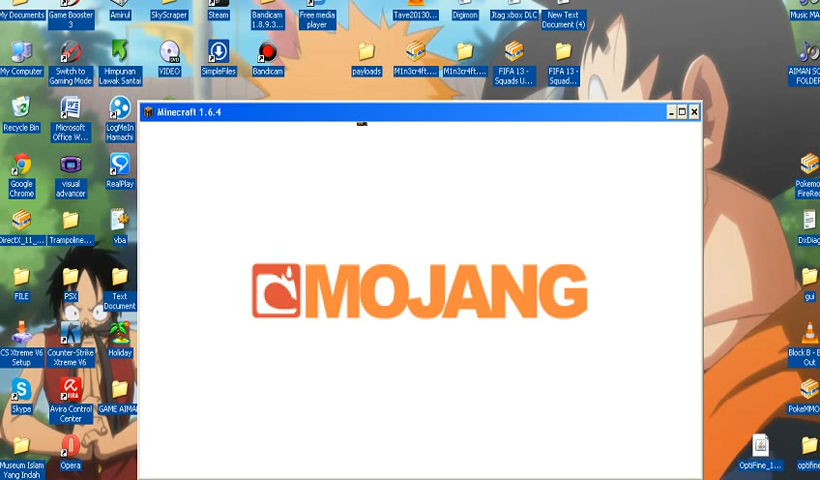 My Documents
Game Booster
3
Amirul
SkyScraper
Steam
Bandicam
1.8.9.3...
Free media
player
Tave20130...
Digimon
Jtag xbox DLC
New Text
Document (4)
Music MA
My Computer
Switch to
Gaming Mode
Himpunan
Lawak Santai
VIDEO
SimpleFiles
Bandicam
payloads
M1n3cr4ft....
M1n3cr4ft....
FIFA 13 -
Squads U...
FIFA 13 -
Squad...
AIMAN SO
FOLDER
Minecraft 1.6.4
Recycle Bin
Microsoft
Office W...
LogMeIn
Hamachi
Google
Chrome
visual
advancer
RealPlay
Pokemo
FireRe
DirectX_11_...
Trampoline...
vba
DxDiag
MOJANG
FILE
PSX
Text
Document
gui
CS Xtreme V6
Setup
Counter-Strike
Xtreme V6
Holiday
Block B - E
Out
Skype
Avira Control
Center
GAME AIMA
PokeMMO
Museum Islam
Yang Indah
Opera
OptiFine_1...
optifine